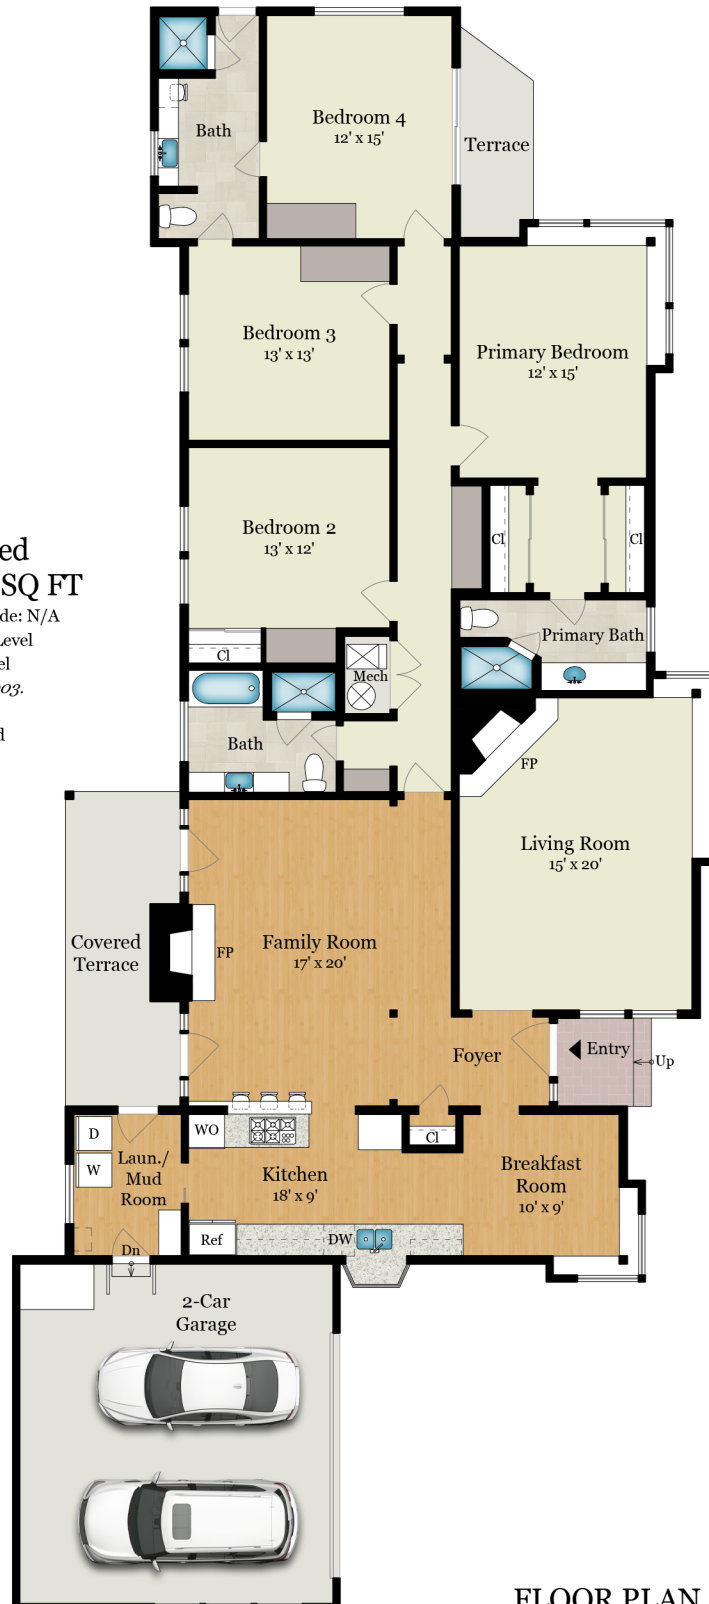 Bath
Bedroom 4
12' x 15'
Terrace
Bedroom 3
13' x 13'
Primary Bedroom
12' x 15'
Bedroom 2
13' x 12'
Cl
Cl
ed
SQ FT
de: N/A
Level
el
03.
d
Cl
Mech
Primary Bath
Bath
FP
Living Room
15' x 20'
Covered
Terrace
FP
Family Room
17' x 20'
Foyer
Entry
Up
D
W
Laun./
Mud
Room
WO
Cl
Kitchen
18' x 9'
Breakfast
Room
10' x 9'
Ref
DW
Dn
2-Car
Garage
FLOOR PLAN